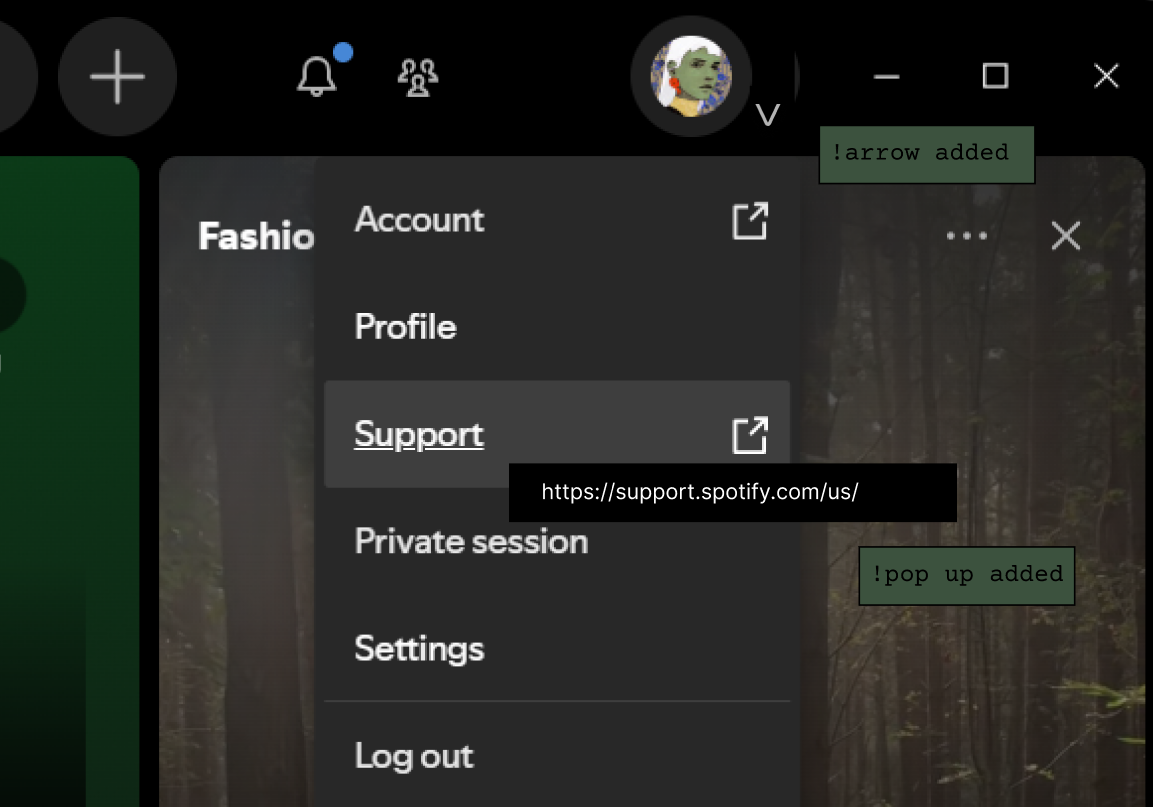 V
!arrow added
Account
Fashio
Profile
Support
https://support.spotify.com/us/
Private session
!pop up added
Settings
Log out